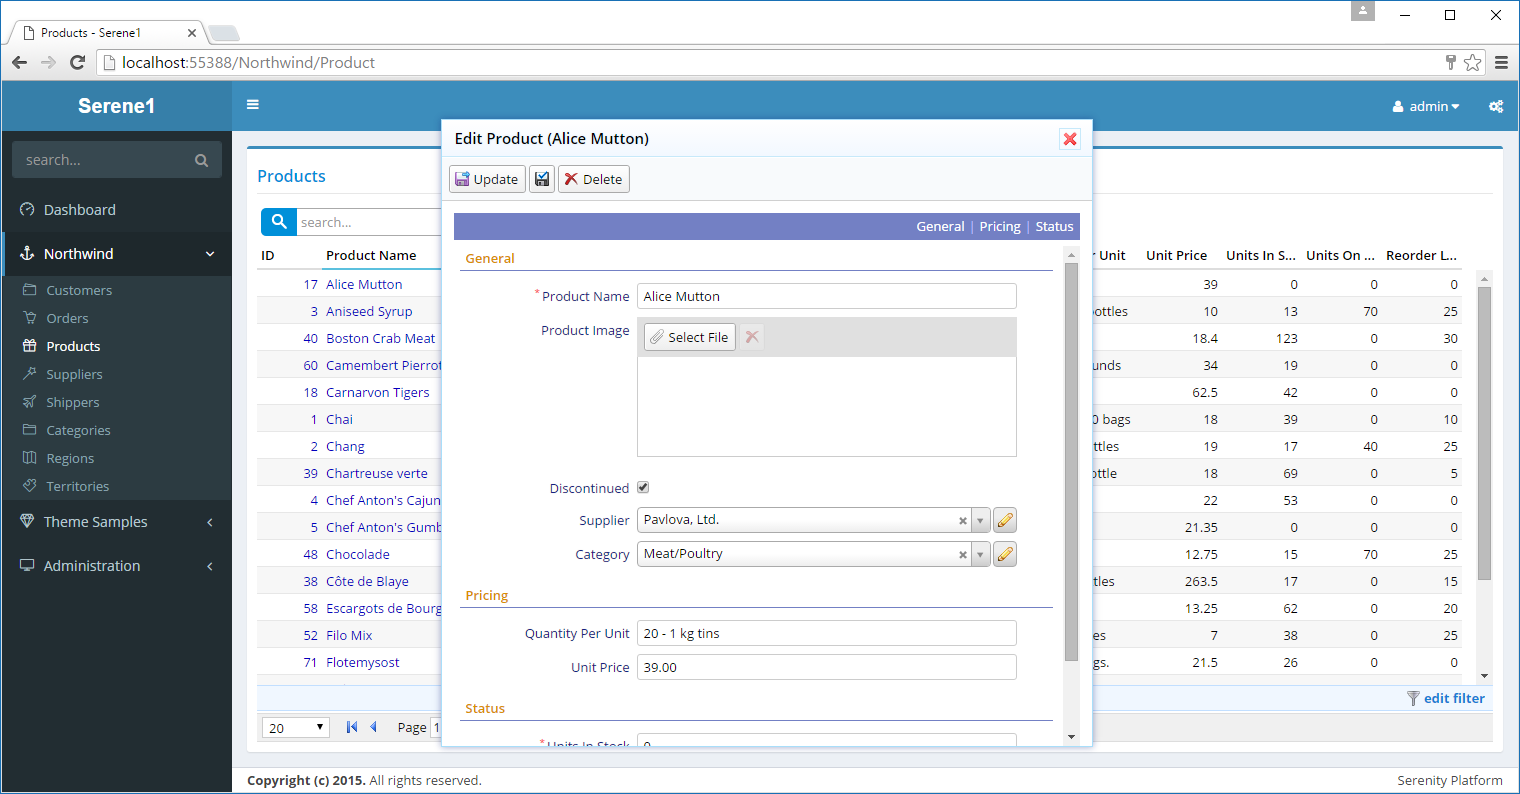 Products - Serene1
localhost:55388/Northwind/Product
Serene1
admin
search...
Dashboard
Northwind
Customers
Orders
Products
Suppliers
Shippers
Categories
Regions
Territories
Theme Samples
Administration
Products
search...
ID Product Name Unit Unit Price Units In S... Units On ... Reorder L...
17 Alice Mutton 39 0 0 0
3 Aniseed Syrup ottles 10 13 70 25
40 Boston Crab Meat 18.4 123 0 30
60 Camembert Pierrot unds 34 19 0 0
18 Carnarvon Tigers 62.5 42 0 0
1 Chai 0 bags 18 39 0 10
2 Chang ttles 19 17 40 25
39 Chartreuse verte ottle 18 69 0 5
4 Chef Anton's Cajun 22 53 0 0
5 Chef Anton's Gumb 21.35 0 0 0
48 Chocolade 12.75 15 70 25
38 Côte de Blaye tles 263.5 17 0 15
58 Escargots de Bourg 13.25 62 0 20
52 Filo Mix es 7 38 0 25
71 Flotemysost gs. 21.5 26 0 0
edit filter
20 Page 1
Edit Product (Alice Mutton)
Update Delete
General | Pricing | Status
General
*Product Name Alice Mutton
Product Image Select File
Discontinued
Supplier Pavlova, Ltd.
Category Meat/Poultry
Pricing
Quantity Per Unit 20 - 1 kg tins
Unit Price 39.00
Status
*Units In Stock 0
Copyright (c) 2015. All rights reserved. Serenity Platform